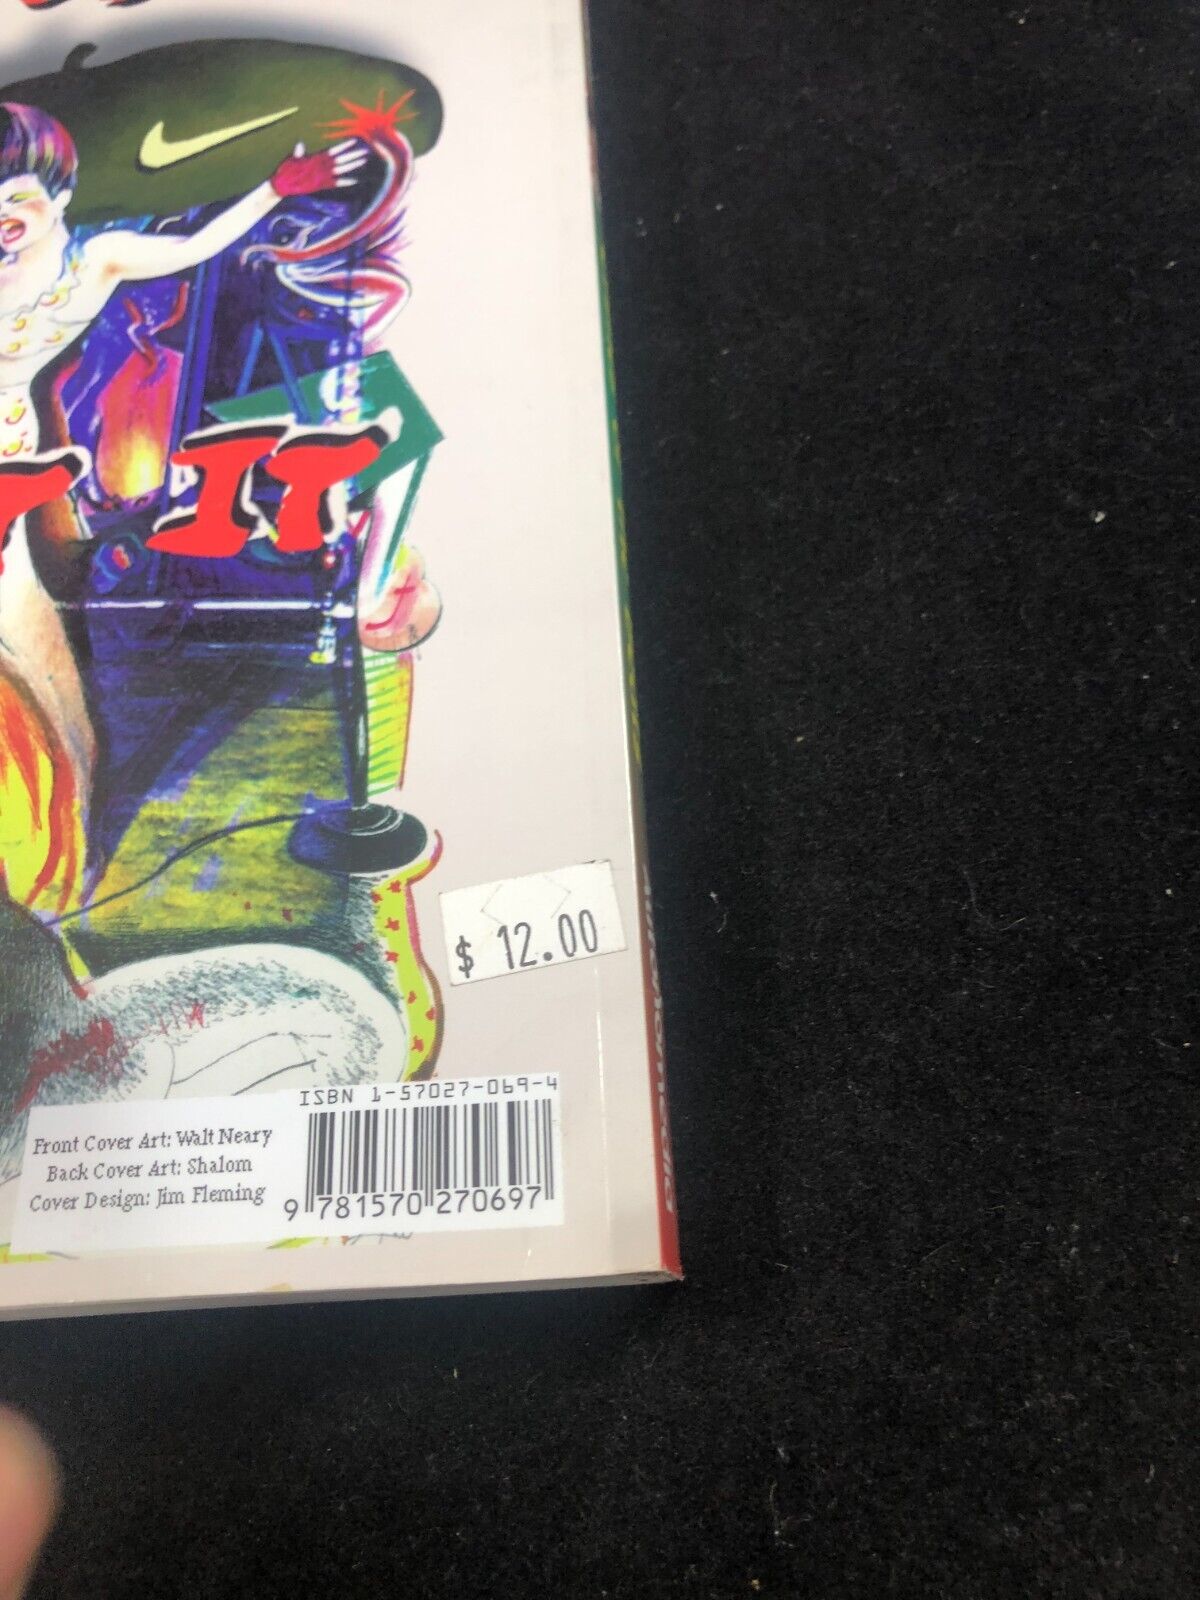 IT
$ 12.00
ISBN 1-57027-069-4
Front Cover Art: Walt Neary
Back Cover Art: Shalom
Cover Design: Jim Fleming
9 781570 270697